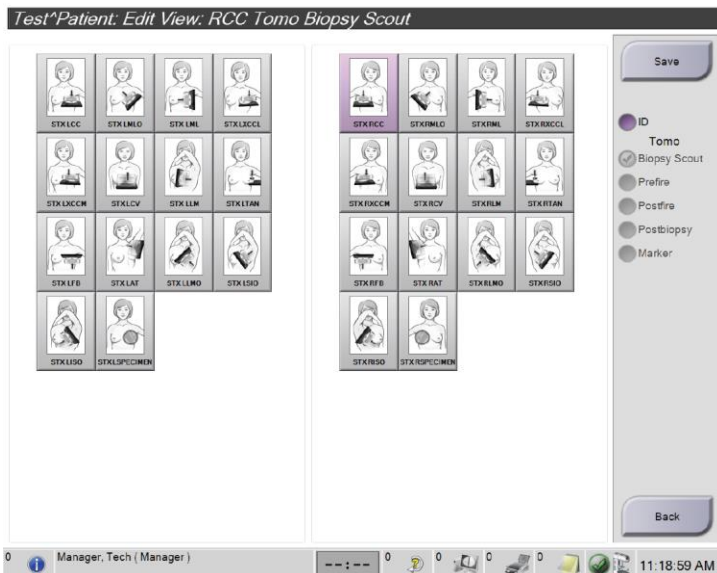 Test^Patient: Edit View: RCC Tomo Biopsy Scout
STX LCC STX LMLO STX LML STX LXCCL
STX LXCCM STX LCV STX LLM STX LTAN
STX LFB STX LAT STX LLMO STX LSIO
STX LISO STX LSPECIMEN
STX RCC STX RMLO STX RML STX RXCCL
STX RXCCM STX RCV STX RLM STX RTAN
STX RFB STX RAT STX RLMO STX RSIO
STX RISO STX RSPECIMEN
Save
ID
Tomo
Biopsy Scout
Prefire
Postfire
Postbiopsy
Marker
Back
0 Manager, Tech ( Manager ) --:-- 0 0 0 0 11:18:59 AM